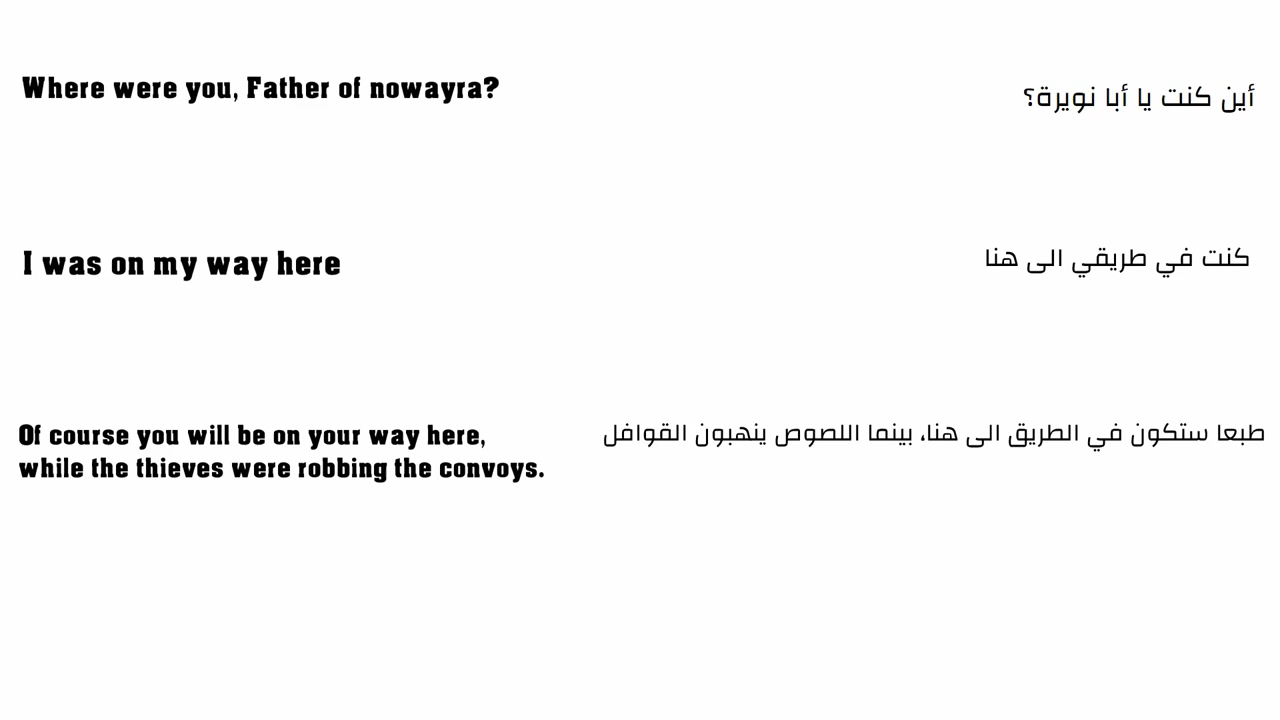 Where were you, Father of nowayra?
أين كنت يا أبا نويرة؟
I was on my way here
كنت في طريقي الى هنا
Of course you will be on your way here,
while the thieves were robbing the convoys.
طبعا ستكون في الطريق الى هنا، بينما اللصوص ينهبون القوافل